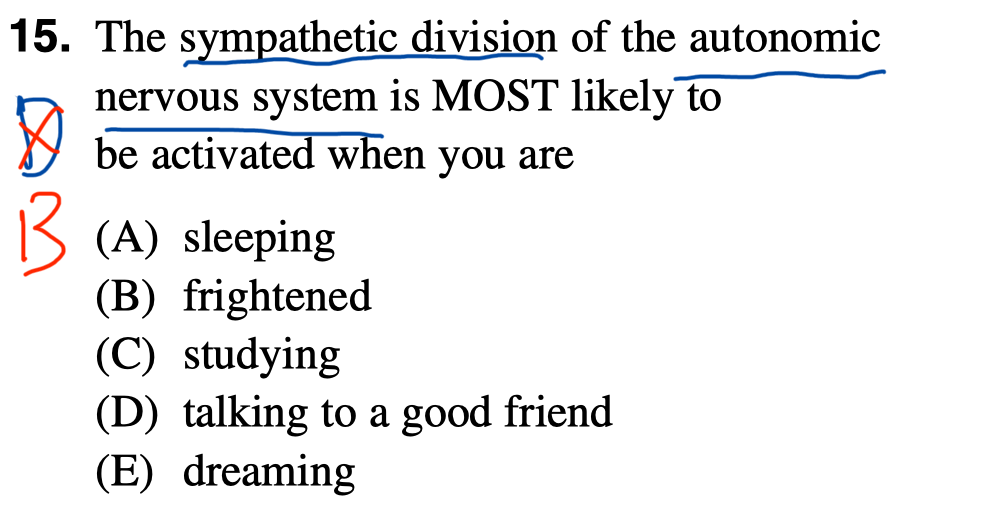 15. The sympathetic division of the autonomic
nervous system is MOST likely to
D
be activated when you are
B
(A) sleeping
(B) frightened
(C) studying
(D) talking to a good friend
(E) dreaming